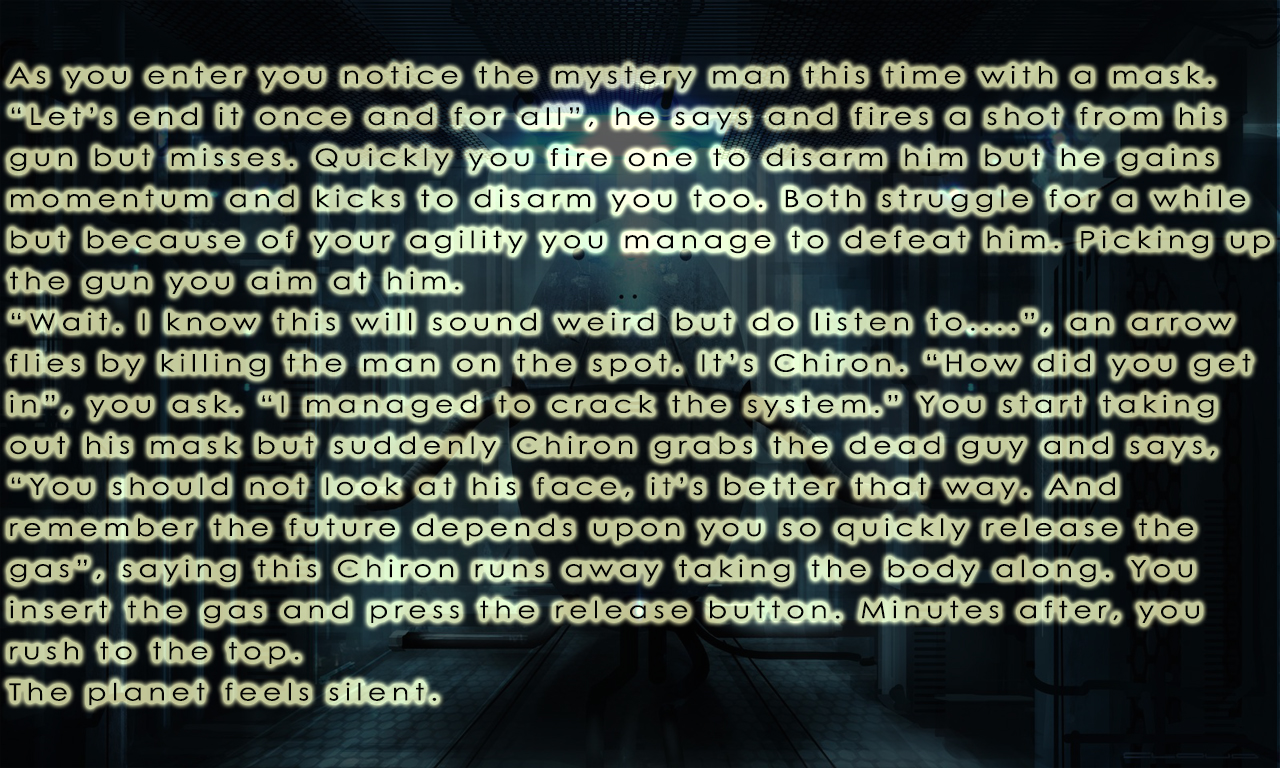 As you enter you notice the mystery man this time with a mask.
“Let’s end it once and for all”, he says and fires a shot from his
gun but misses. Quickly you fire one to disarm him but he gains
momentum and kicks to disarm you too. Both struggle for a while
but because of your agility you manage to defeat him. Picking up
the gun you aim at him.
“Wait. I know this will sound weird but do listen to....”, an arrow
flies by killing the man on the spot. It’s Chiron. “How did you get
in”, you ask. “I managed to crack the system.” You start taking
out his mask but suddenly Chiron grabs the dead guy and says,
“You should not look at his face, it’s better that way. And
remember the future depends upon you so quickly release the
gas”, saying this Chiron runs away taking the body along. You
insert the gas and press the release button. Minutes after, you
rush to the top.
The planet feels silent.